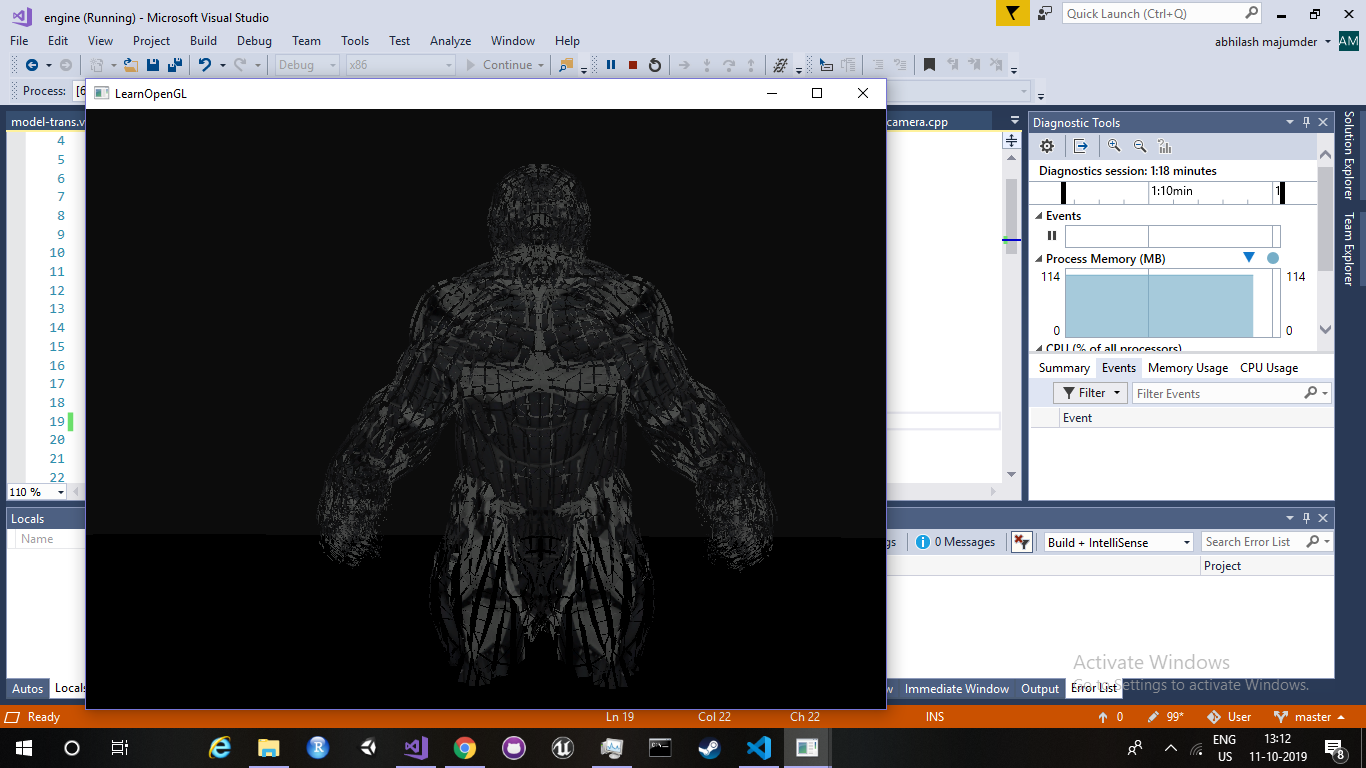 engine (Running) - Microsoft Visual Studio
Quick Launch (Ctrl+Q)
File Edit View Project Build Debug Team Tools Test Analyze Window Help
abhilash majumder AM
Debug x86 Continue
Process: [6
LearnOpenGL
model-trans.v
camera.cpp
4
5
6
7
8
9
10
11
12
13
14
15
16
17
18
19
20
21
22
110 %
Diagnostic Tools
Diagnostics session: 1:18 minutes
1:10min 1
Events
Process Memory (MB)
114 114
0 0
CPU (% of all processors)
Summary Events Memory Usage CPU Usage
Filter Filter Events
Event
Solution Explorer
Team Explorer
Locals
Name
gs 0 Messages Build + IntelliSense Search Error List
Project
Autos Locals
w Immediate Window Output Error List
Activate Windows
Go to Settings to activate Windows.
Ready Ln 19 Col 22 Ch 22 INS 0 99* User master
ENG
US
13:12
11-10-2019
8